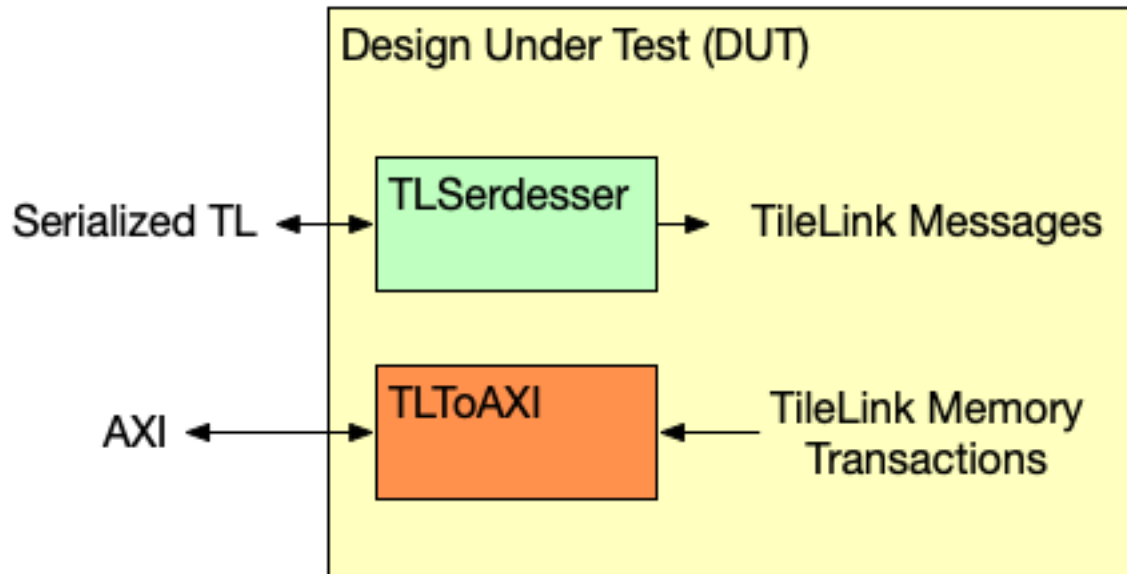 Design Under Test (DUT)
TLSerdesser
Serialized TL
TileLink Messages
TLToAXI
AXI
TileLink Memory
Transactions